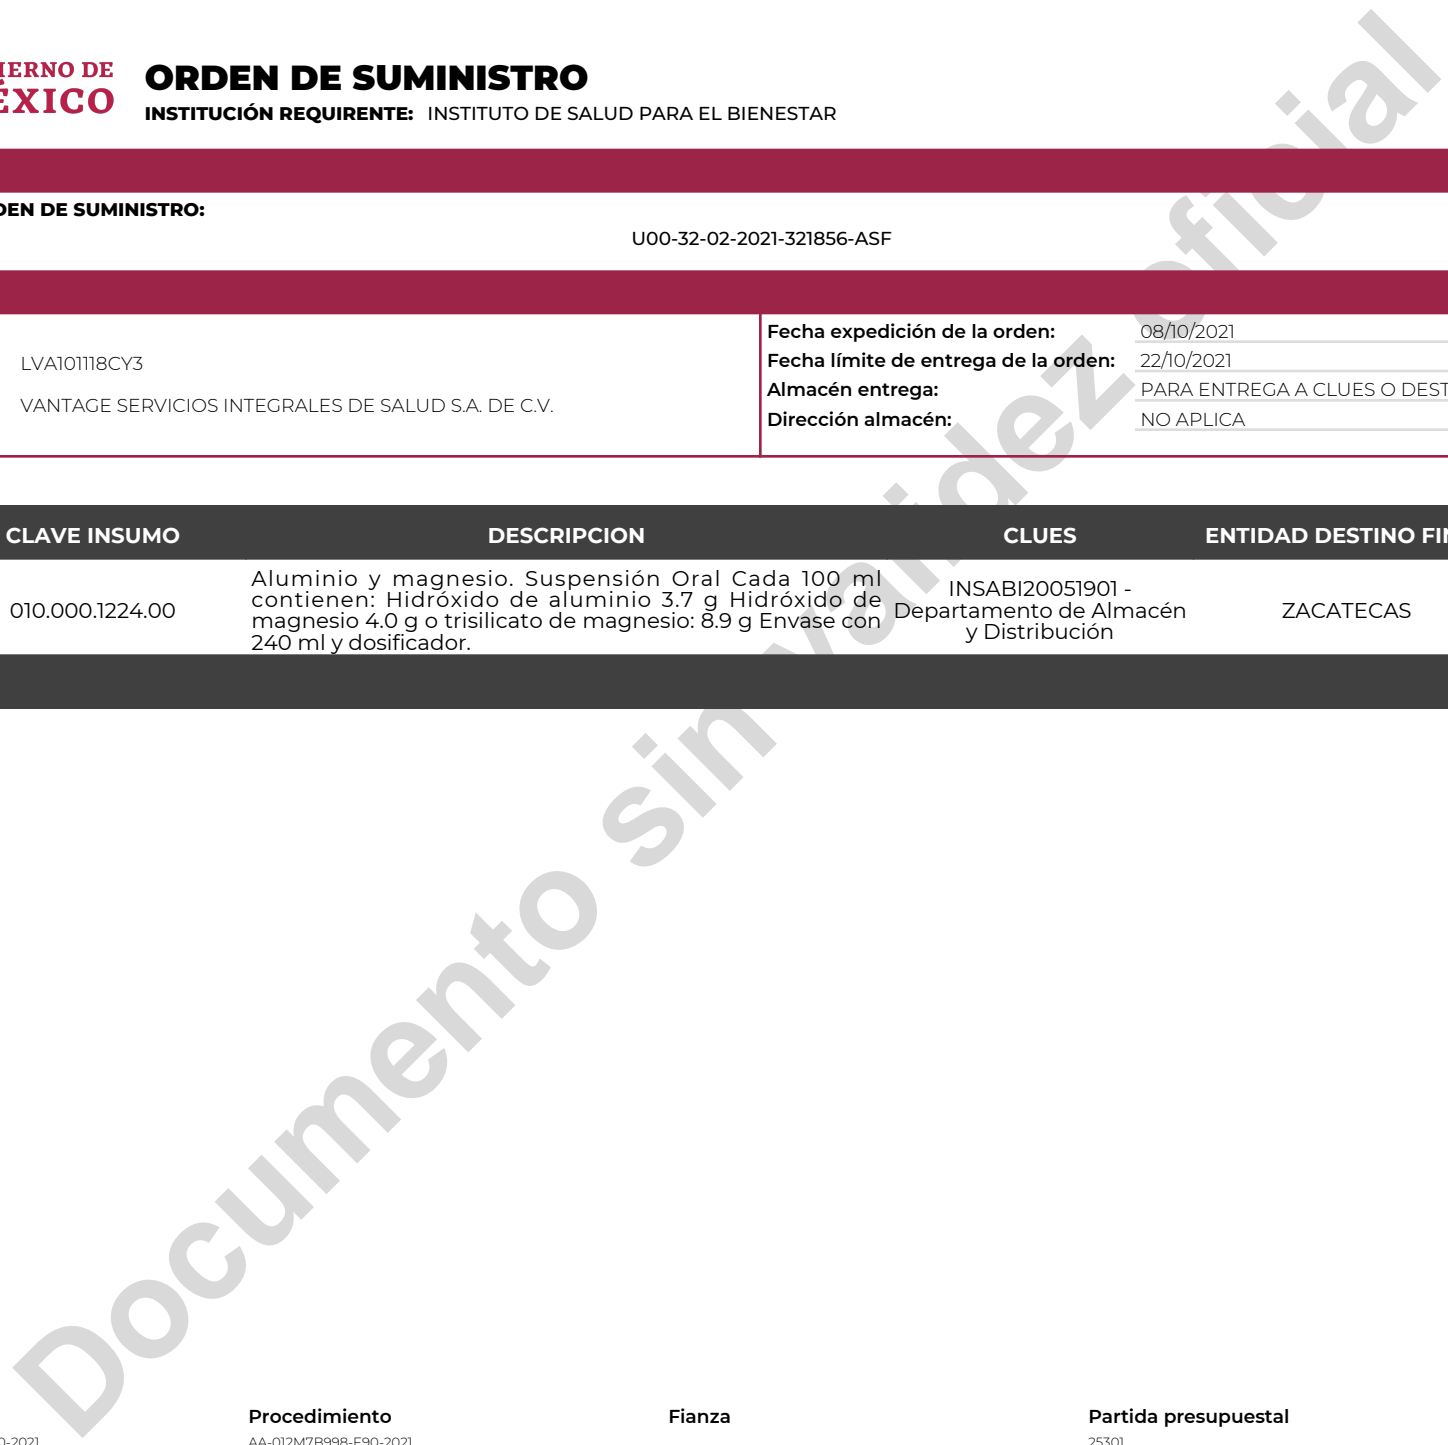 ORDEN DE SUMINISTRO
INSTITUCIÓN REQUIRENTE: INSTITUTO DE SALUD PARA EL BIENESTAR
DE
ÉXICO
DE SUMINISTRO:
U00-32-02-2021-321856-ASF
LVA101118CY3
VANTAGE SERVICIOS INTEGRALES DE SALUD S.A. DE C.V.
Fecha expedición de la orden: 08/10/2021
Fecha límite de entrega de la orden: 22/10/2021
Almacén entrega: PARA ENTREGA A CLUES O
Dirección almacén: NO APLICA
CLAVE INSUMO DESCRIPCION CLUES ENTIDAD DESTINO
010.000.1224.00
Aluminio y magnesio. Suspensión Oral Cada 100 ml
contienen: Hidróxido de aluminio 3.7 g Hidróxido de
magnesio 4.0 g o trisilicato de magnesio: 8.9 g Envase con
240 ml y dosificador.
INSABI20051901 -
Departamento de Almacén
y Distribución
ZACATECAS
Documento sin validez oficial
Procedimiento Fianza Partida presupuestal
AA-012M7B998-E90-2021 25301